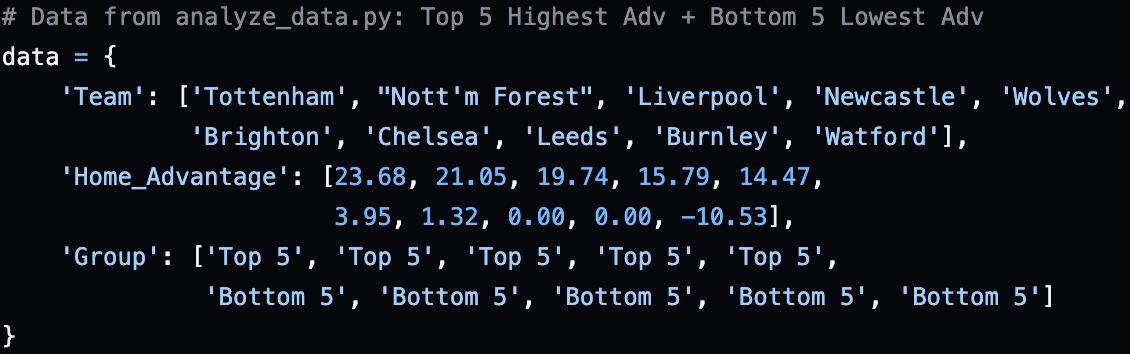 # Data from analyze_data.py: Top 5 Highest Adv + Bottom 5 Lowest Adv
data = {
    'Team': ['Tottenham', "Nott'm Forest", 'Liverpool', 'Newcastle', 'Wolves',
             'Brighton', 'Chelsea', 'Leeds', 'Burnley', 'Watford'],
    'Home_Advantage': [23.68, 21.05, 19.74, 15.79, 14.47,
                       3.95, 1.32, 0.00, 0.00, -10.53],
    'Group': ['Top 5', 'Top 5', 'Top 5', 'Top 5', 'Top 5',
              'Bottom 5', 'Bottom 5', 'Bottom 5', 'Bottom 5', 'Bottom 5']
}